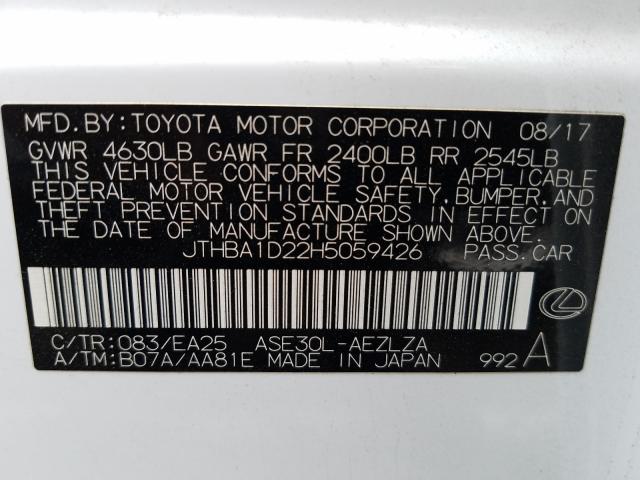 MFD.BY:TOYOTA MOTOR CORPORATION 08/17
GVWR 4630LB GAWR FR 2400LB RR 2545LB
THIS VEHICLE CONFORMS TO ALL APPLICABLE
FEDERAL MOTOR VEHICLE SAFETY,BUMPER,AND
THEFT PREVENTION STANDARDS IN EFFECT ON
THE DATE OF MANUFACTURE SHOWN ABOVE.
JTHBA1D22H5059426 PASS.CAR
C/TR:083/EA25 ASE30L-AEZLZA
A/TM:B07A/AA81E MADE IN JAPAN 992 A